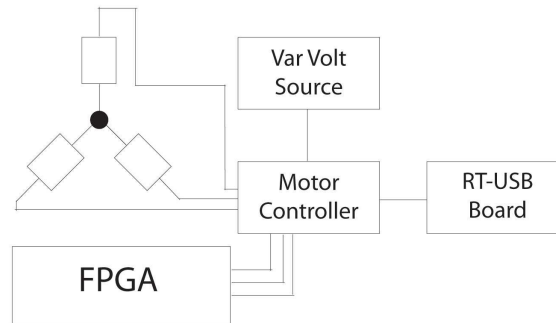 Var Volt
Source
Motor
Controller
RT-USB
Board
FPGA